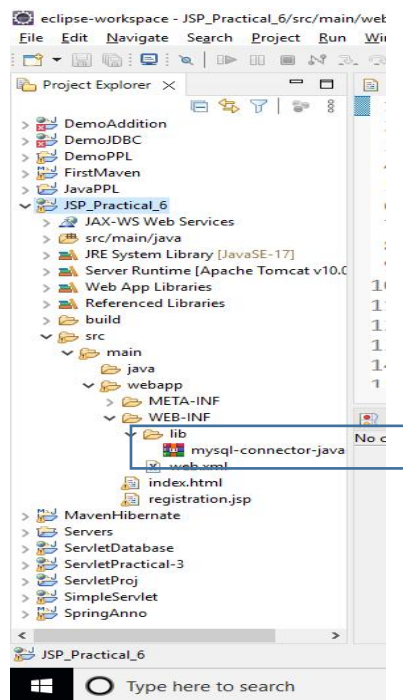 eclipse-workspace - JSP_Practical_6/src/main/web
File Edit Navigate Search Project Run
Project Explorer
DemoAddition
DemoJDBC
DemoPPL
FirstMaven
JavaPPL
JSP_Practical_6
JAX-WS Web Services
src/main/java
JRE System Library [JavaSE-17]
Server Runtime [Apache Tomcat v10.0
Web App Libraries
Referenced Libraries
build
src
main
java
webapp
META-INF
WEB-INF
lib
mysql-connector-java
web.xml
index.html
registration.jsp
MavenHibernate
Servers
ServletDatabase
ServletPractical-3
ServletProj
SimpleServlet
SpringAnno
JSP_Practical_6
Type here to search